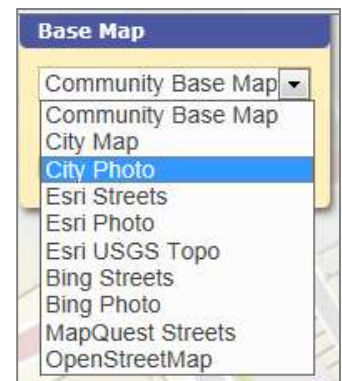 Base Map
Community Base Map
Community Base Map
City Map
City Photo
Esri Streets
Esri Photo
Esri USGS Topo
Bing Streets
Bing Photo
MapQuest Streets
OpenStreetMap